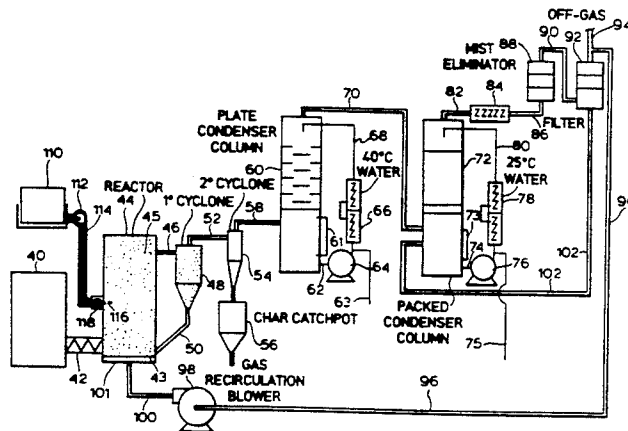 OFF-GAS
90 92 94
MIST 88
ELIMINATOR
84
82
70
86
FILTER
PLATE
CONDENSER
COLUMN
68
80
60
40°C
WATER
72
25°C
WATER
110
112
REACTOR
114
44
45
46
1° CYCLONE
2° CYCLONE
52
58
66
78
61
73
74
40
48
54
62
64
76
102
102
118
116
63
PACKED
CONDENSER
COLUMN
56
CHAR CATCHPOT
50
75
42
43
101
GAS
RECIRCULATION
BLOWER
98
100
96